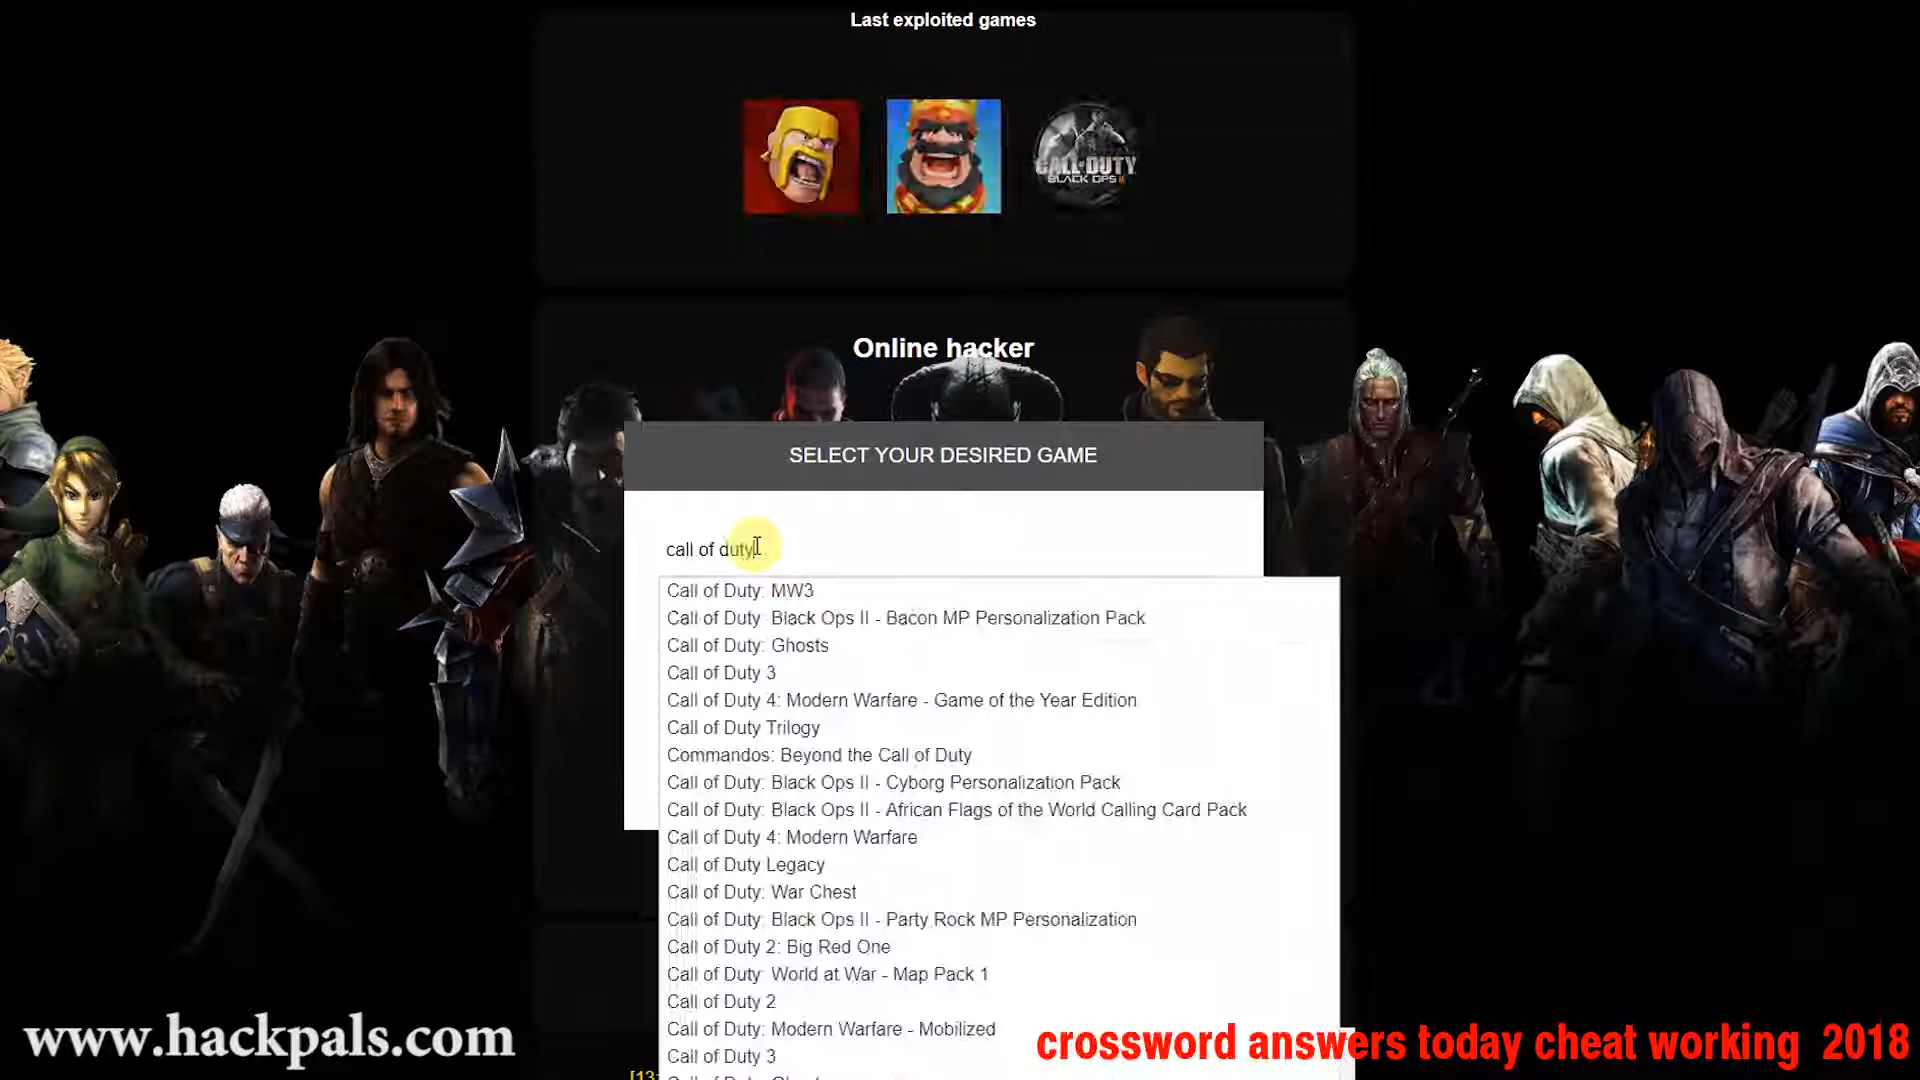 Last exploited games
CALL·DUTY
BLACK OPS II
Online hacker
SELECT YOUR DESIRED GAME
call of duty
Call of Duty: MW3
Call of Duty: Black Ops II - Bacon MP Personalization Pack
Call of Duty: Ghosts
Call of Duty 3
Call of Duty 4: Modern Warfare - Game of the Year Edition
Call of Duty Trilogy
Commandos: Beyond the Call of Duty
Call of Duty: Black Ops II - Cyborg Personalization Pack
Call of Duty: Black Ops II - African Flags of the World Calling Card Pack
Call of Duty 4: Modern Warfare
Call of Duty Legacy
Call of Duty: War Chest
Call of Duty: Black Ops II - Party Rock MP Personalization
Call of Duty 2: Big Red One
Call of Duty: World at War - Map Pack 1
Call of Duty 2
Call of Duty: Modern Warfare - Mobilized
Call of Duty 3
[13:
www.hackpals.com
crossword answers today cheat working 2018